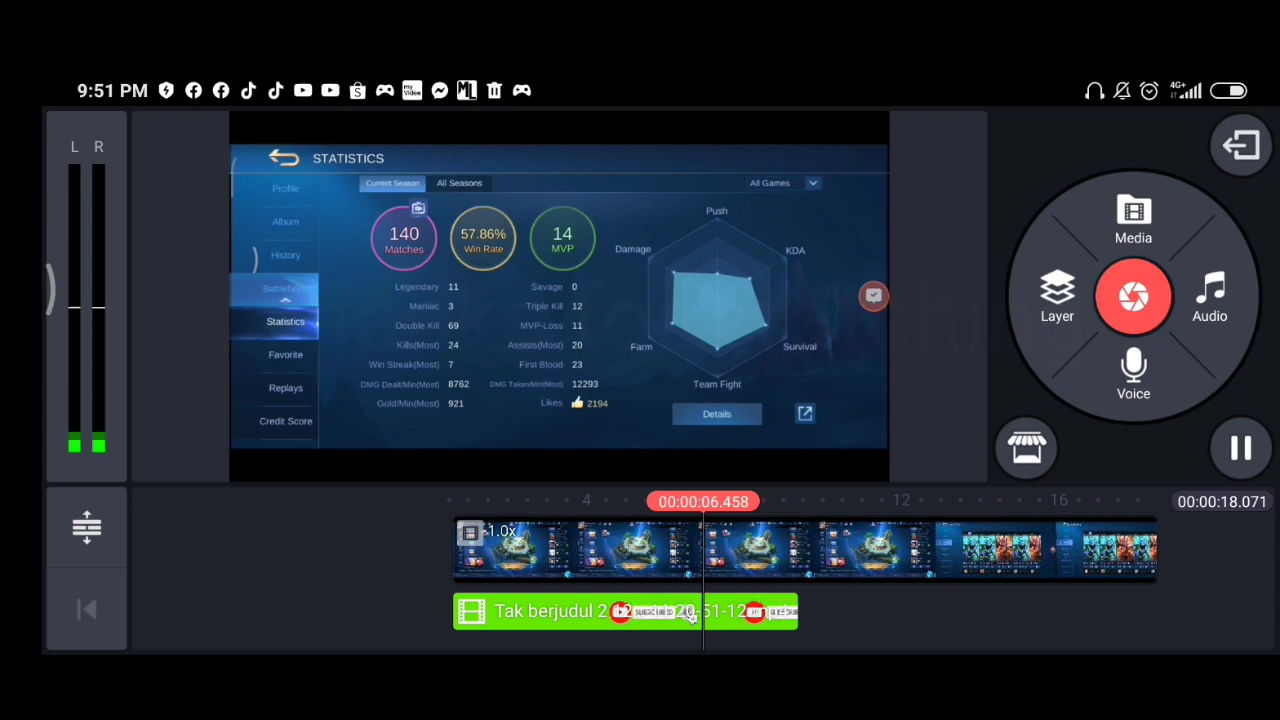 9:51 PM
4G+
L R
STATISTICS
Profile
Album
History
Statistics
Favorite
Replays
Credit Score
Current Season
All Seasons
All Games
140
Matches
57.86%
Win Rate
14
MVP
Legendary 11
Savage 0
Maniac 3
Triple Kill 12
Double Kill 69
MVP-Loss 11
Kills(Most) 24
Assists(Most) 20
Win Streak(Most) 7
First Blood 23
DMG Dealt/Min(Most) 8762
DMG Taken/Min(Most) 12293
Gold/Min(Most) 921
Likes 2194
Push
Damage
KDA
Farm
Survival
Team Fight
Details
Media
Layer
Audio
Voice
4
00:00:06.458
12
16
00:00:18.071
1.0x
Tak berjudul 2